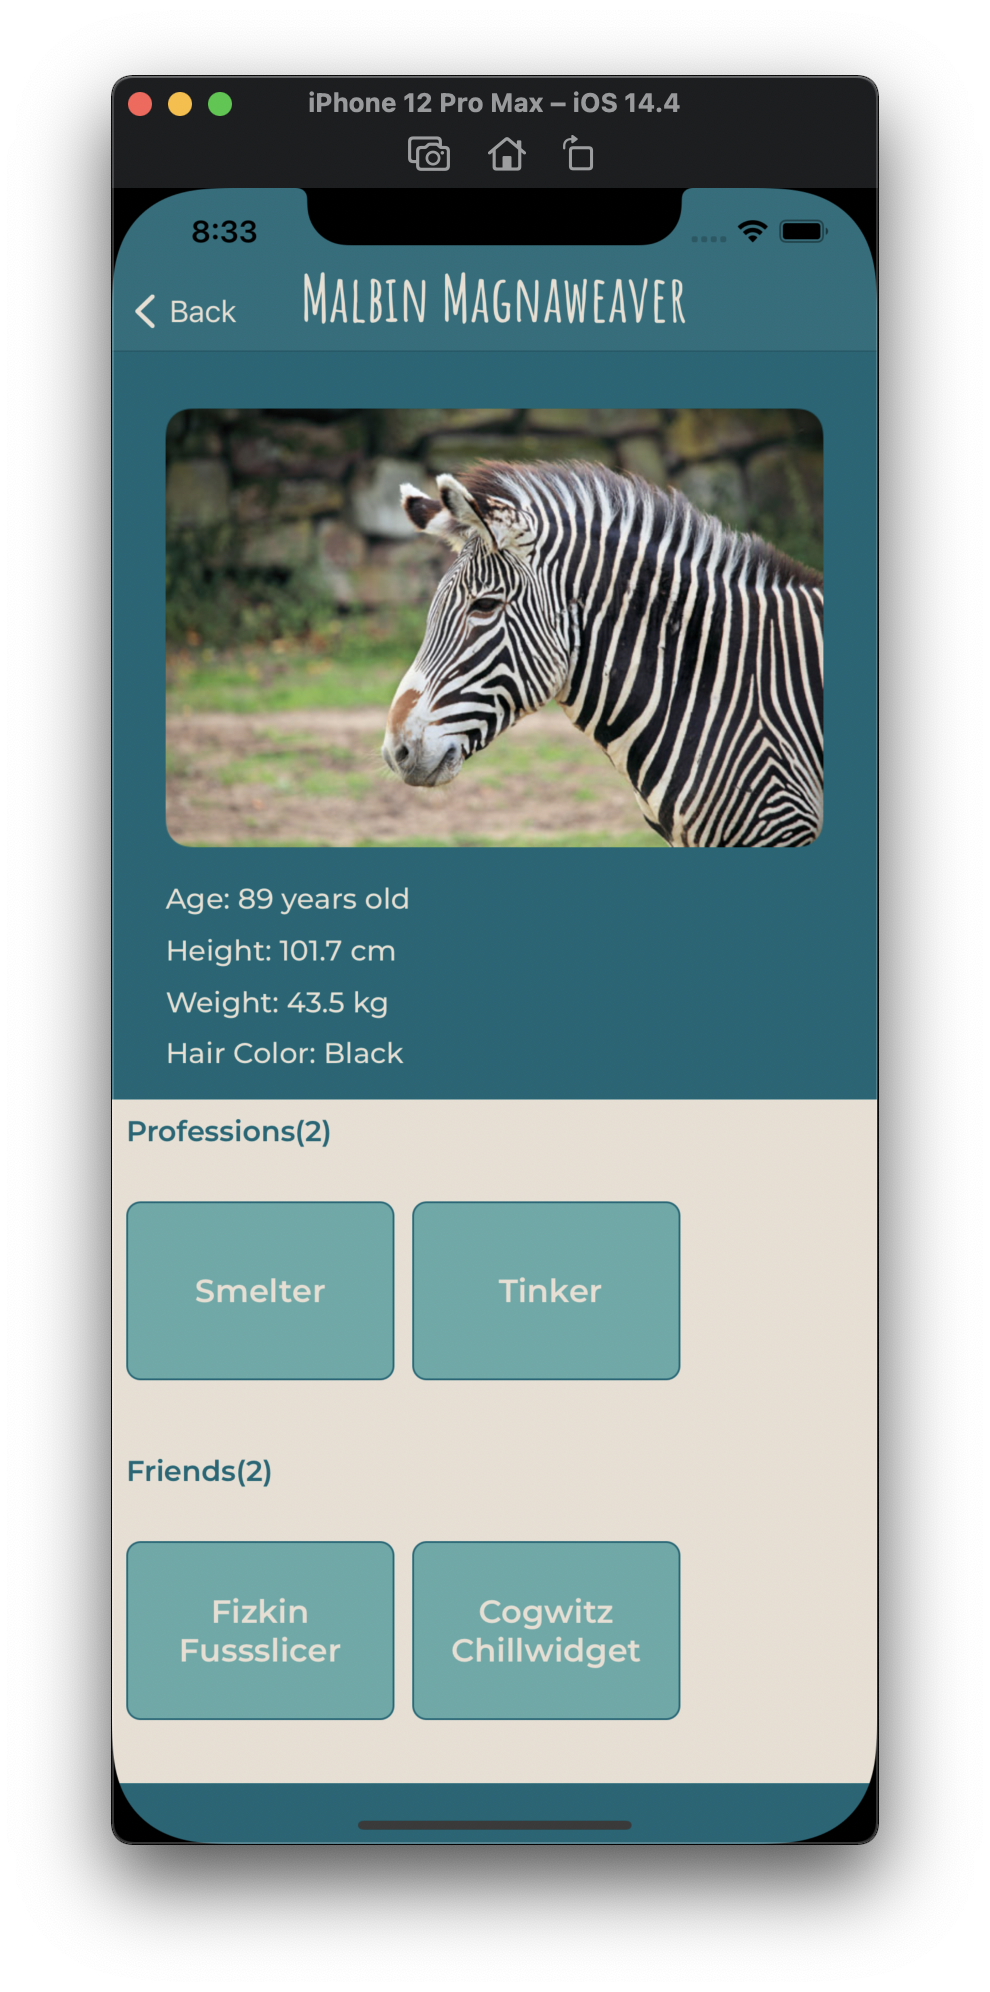 iPhone 12 Pro Max – iOS 14.4
8:33
Back
Malbin Magnaweaver
Age: 89 years old
Height: 101.7 cm
Weight: 43.5 kg
Hair Color: Black
Professions(2)
Smelter
Tinker
Friends(2)
Fizkin
Fussslicer
Cogwitz
Chillwidget